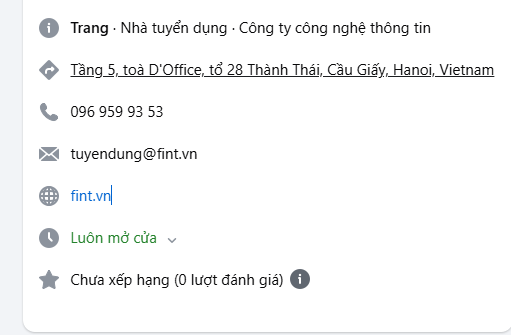 Trang · Nhà tuyển dụng · Công ty công nghệ thông tin
Tầng 5, toà D'Office, tổ 28 Thành Thái, Cầu Giấy, Hanoi, Vietnam
096 959 93 53
tuyendung@fint.vn
fint.vn
Luôn mở cửa
Chưa xếp hạng (0 lượt đánh giá)